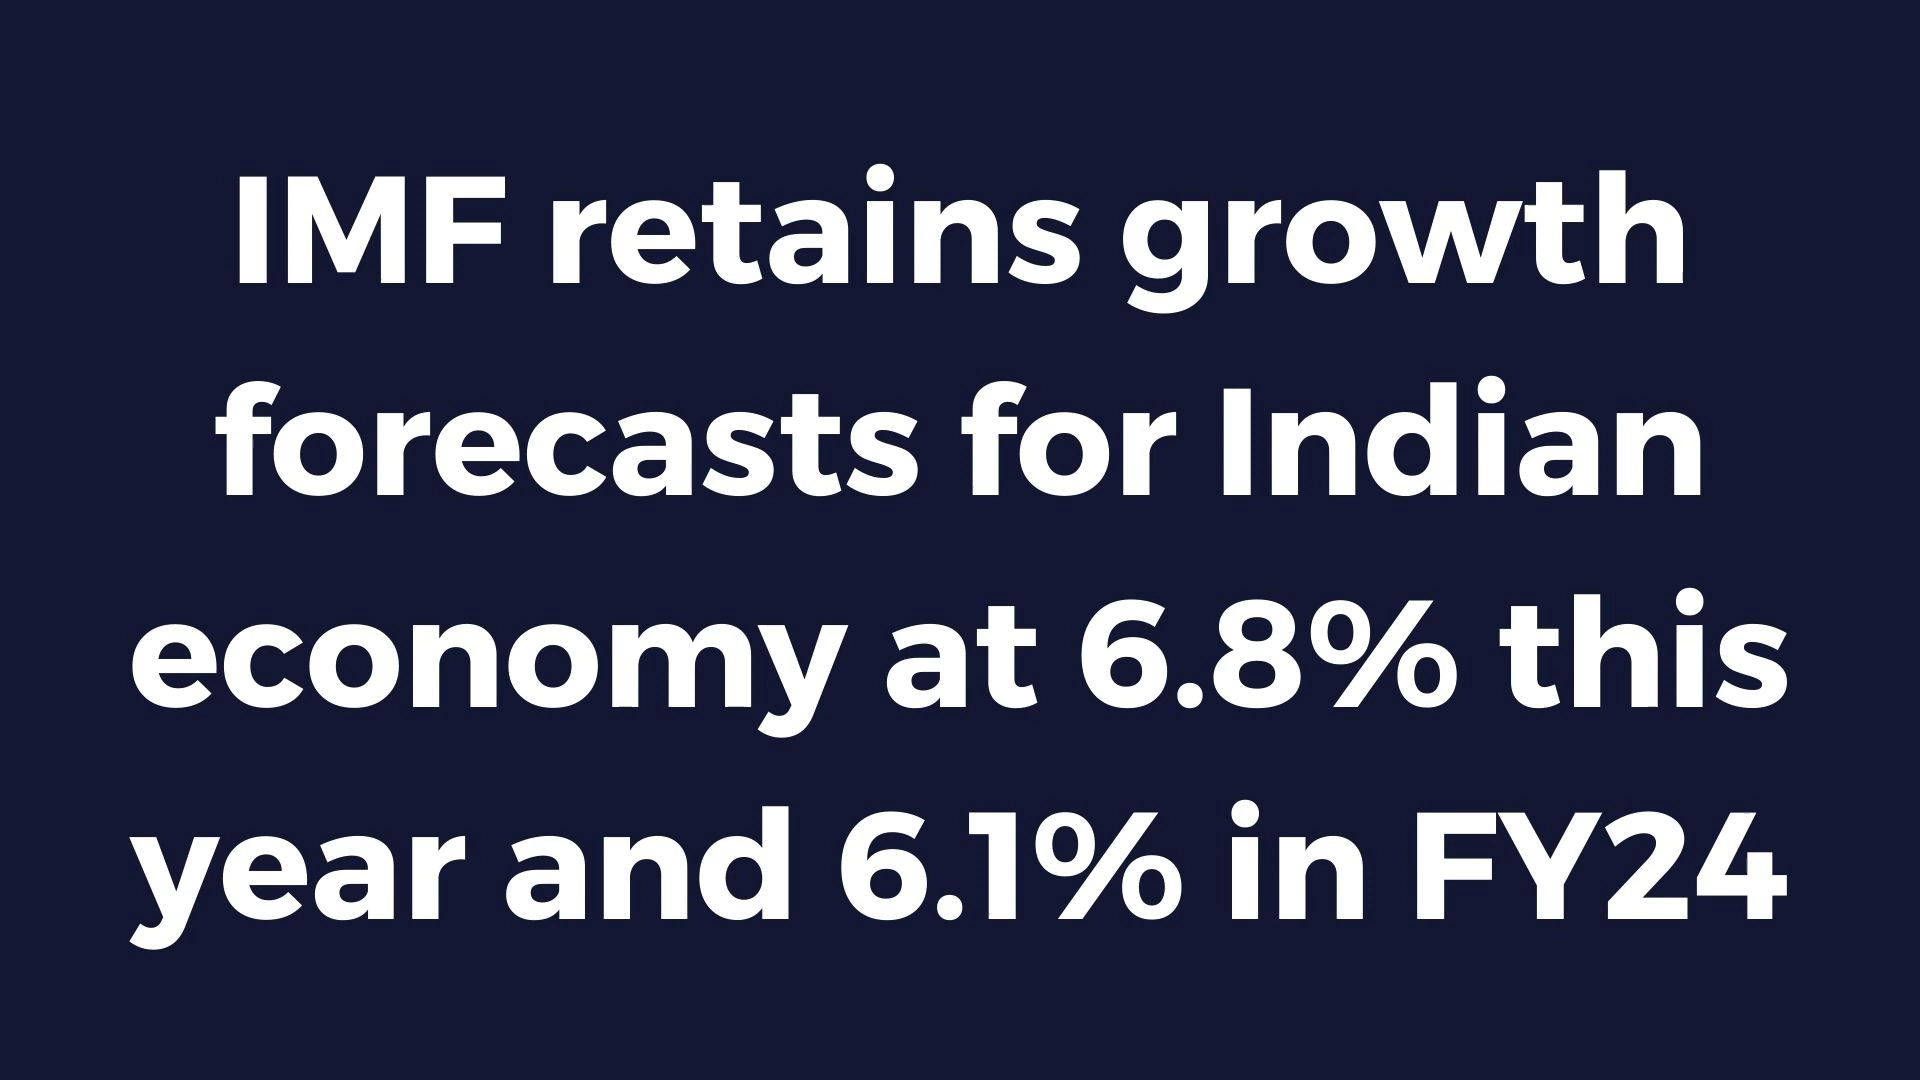 IMF retains growth
forecasts for Indian
economy at 6.8% this
year and 6.1% in FY24